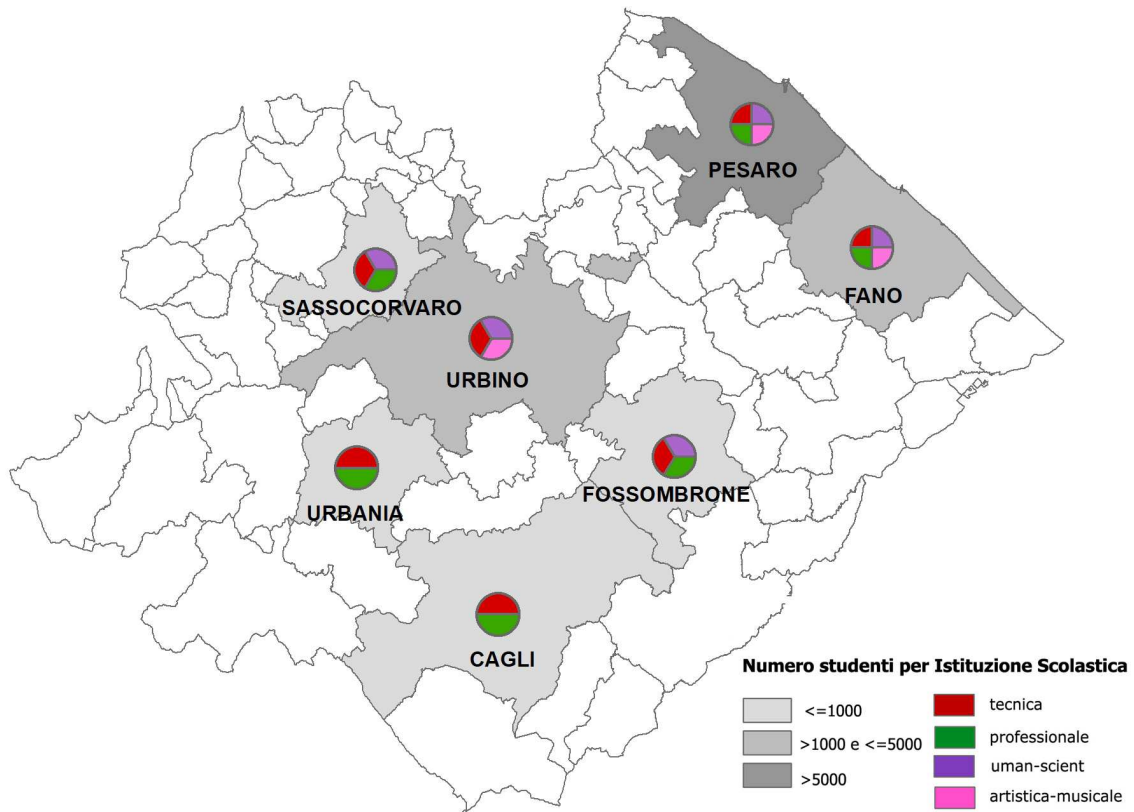 PESARO
FANO
SASSOCORVARO
URBINO
URBANIA
FOSSOMBRONE
CAGLI
Numero studenti per Istituzione Scolastica
<=1000
>1000 e <=5000
>5000
tecnica
professionale
uman-scient
artistica-musicale